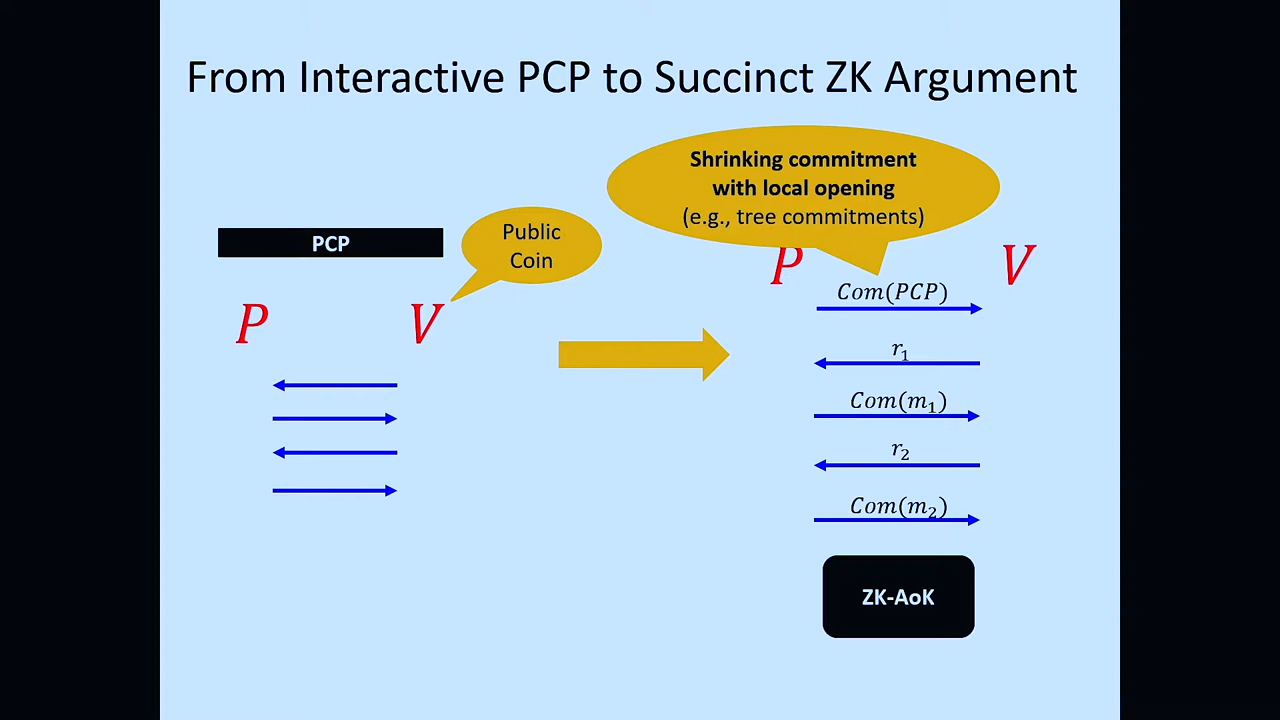 From Interactive PCP to Succinct ZK Argument
Shrinking commitment
with local opening
(e.g., tree commitments)
PCP
Public
Coin
P
V
P
V
Com(PCP)
r₁
Com(m₁)
r₂
Com(m₂)
ZK-AoK